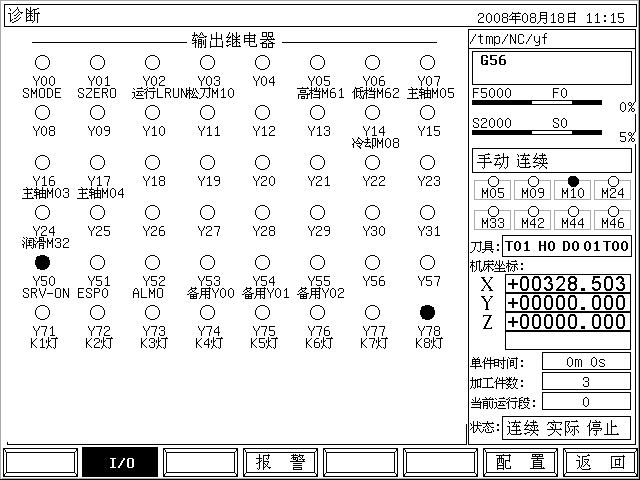 诊断
2008年08月18日 11:15
输出继电器
Y00 Y01 Y02 Y03 Y04 Y05 Y06 Y07
SMODE SZERO 运行LRUN 松刀M10 高档M61 低档M62 主轴M05
Y08 Y09 Y10 Y11 Y12 Y13 Y14 Y15
冷却M08
Y16 Y17 Y18 Y19 Y20 Y21 Y22 Y23
主轴M03 主轴M04
Y24 Y25 Y26 Y27 Y28 Y29 Y30 Y31
润滑M32
Y50 Y51 Y52 Y53 Y54 Y55 Y56 Y57
SRV-ON ESP0 ALM0 备用Y00 备用Y01 备用Y02
Y71 Y72 Y73 Y74 Y75 Y76 Y77 Y78
K1灯 K2灯 K3灯 K4灯 K5灯 K6灯 K7灯 K8灯
/tmp/NC/yf
G56
F5000 F0
0%
S2000 S0
5%
手动 连续
M05 M09 M10 M24
M33 M42 M44 M46
刀具: T01 H0 D0 01T00
机床坐标:
X +00328.503
Y +00000.000
Z +00000.000
单件时间: 0m 0s
加工件数: 3
当前运行段: 0
状态: 连续 实际 停止
I/O 报 警 配 置 返 回